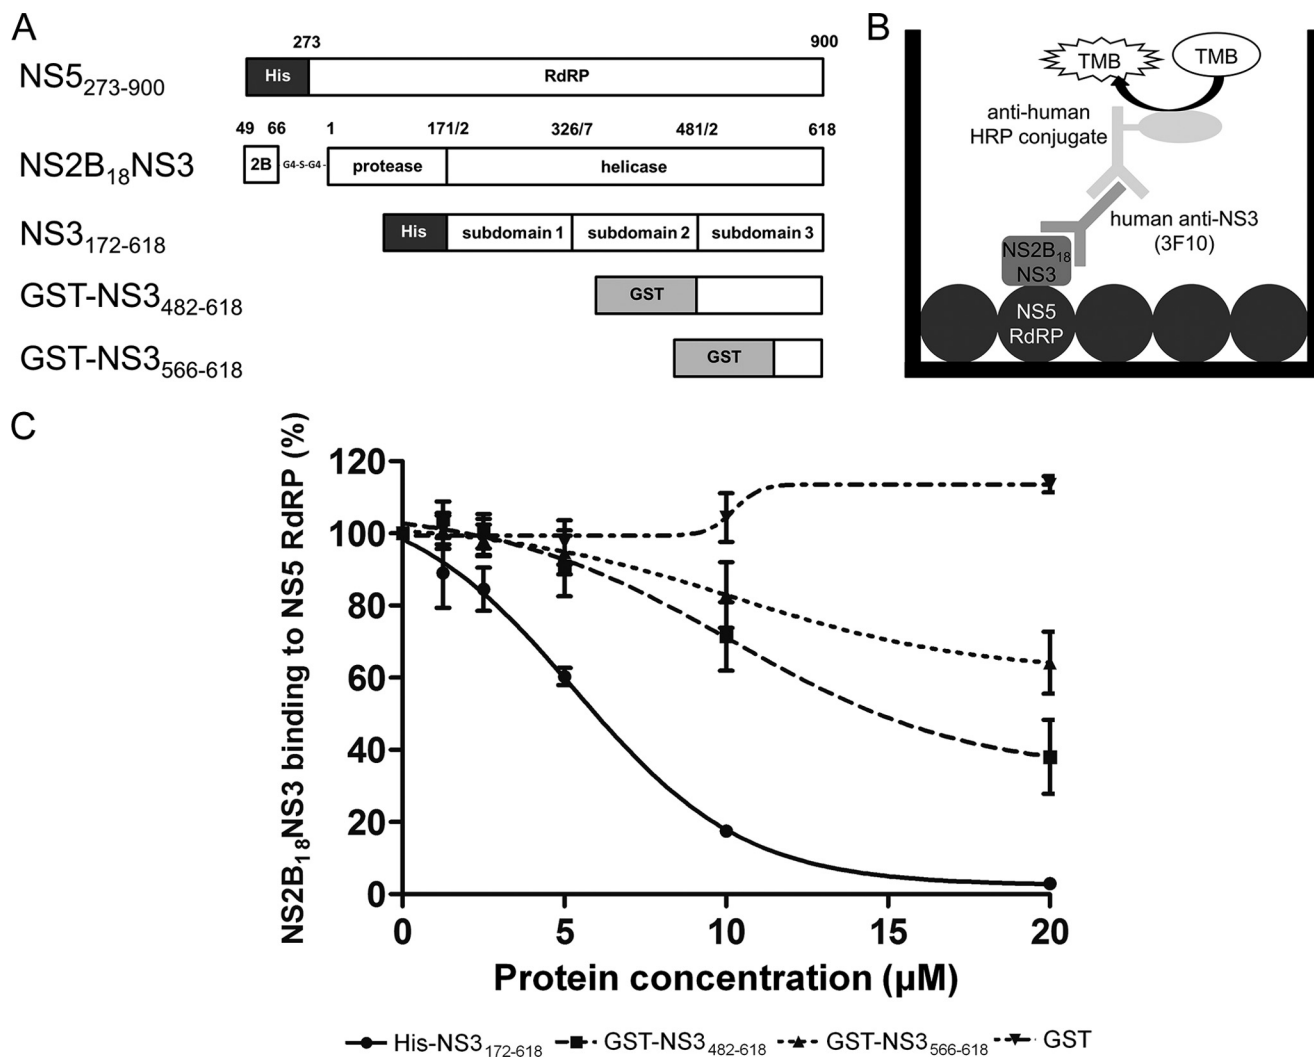 A
273 900
NS5273-900
His RdRP
49 66 1 171/2 326/7 481/2 618
NS2B18NS3
2B G4-S-G4- protease helicase
NS3172-618
His subdomain 1 subdomain 2 subdomain 3
GST-NS3482-618
GST
GST-NS3566-618
GST
B
TMB TMB
anti-human
HRP conjugate
human anti-NS3
(3F10)
NS2B18
NS3
NS5
RdRP
C
NS2B18NS3 binding to NS5 RdRP (%)
120
100
80
60
40
20
0
0 5 10 15 20
Protein concentration (µM)
His-NS3172-618 GST-NS3482-618 GST-NS3566-618 GST